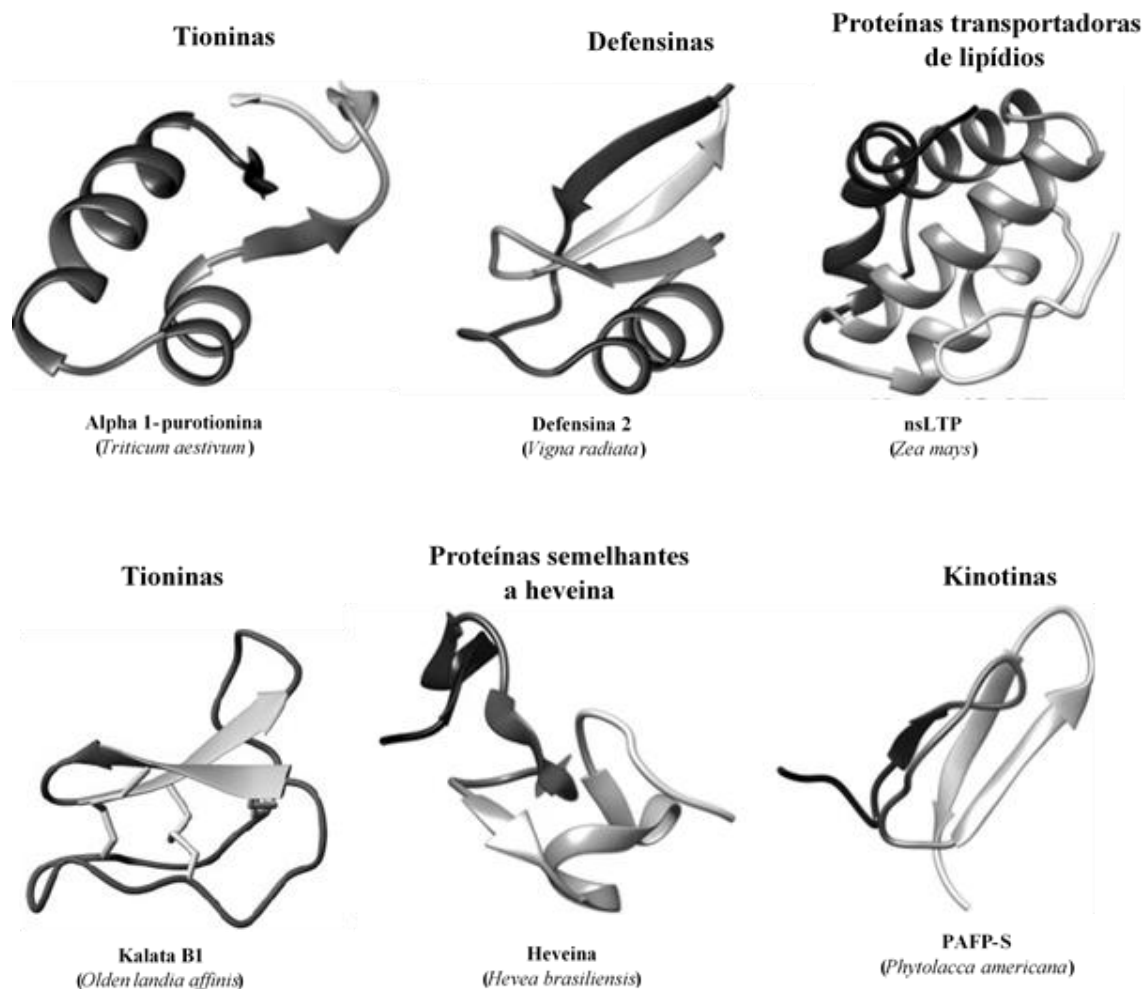 Tioninas
Defensinas
Proteínas transportadoras
de lipídios
Alpha 1-purotionina
(Triticum aestivum)
Defensina 2
(Vigna radiata)
nsLTP
(Zea mays)
Tioninas
Proteínas semelhantes
a heveina
Kinotinas
Kalata B1
(Olden landia affinis)
Heveina
(Hevea brasiliensis)
PAFP-S
(Phytolacca americana)